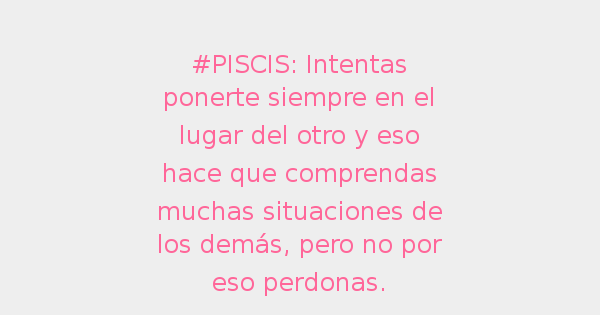 #PISCIS: Intentas
ponerte siempre en el
lugar del otro y eso
hace que comprendas
muchas situaciones de
los demás, pero no por
eso perdonas.